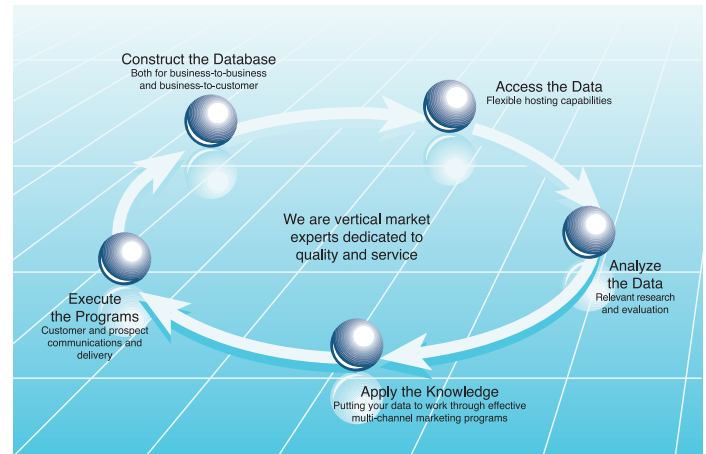 Construct the Database
Both for business-to-business
and business-to-customer
Access the Data
Flexible hosting capabilities
We are vertical market
experts dedicated to
quality and service
Analyze
the Data
Relevant research
and evaluation
Execute
the Programs
Customer and prospect
communications and
delivery
Apply the Knowledge
Putting your data to work through effective
multi-channel marketing programs